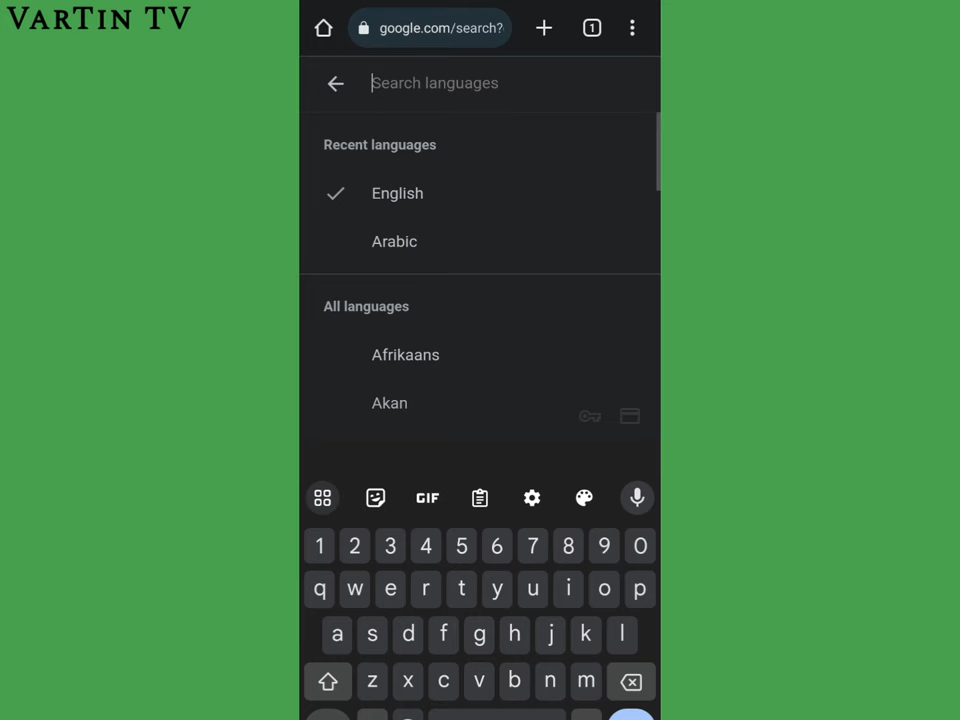 VarTin TV
google.com/search?
1
Search languages
Recent languages
English
Arabic
All languages
Afrikaans
Akan
GIF
1 2 3 4 5 6 7 8 9 0
q w e r t y u i o p
a s d f g h j k l
z x c v b n m